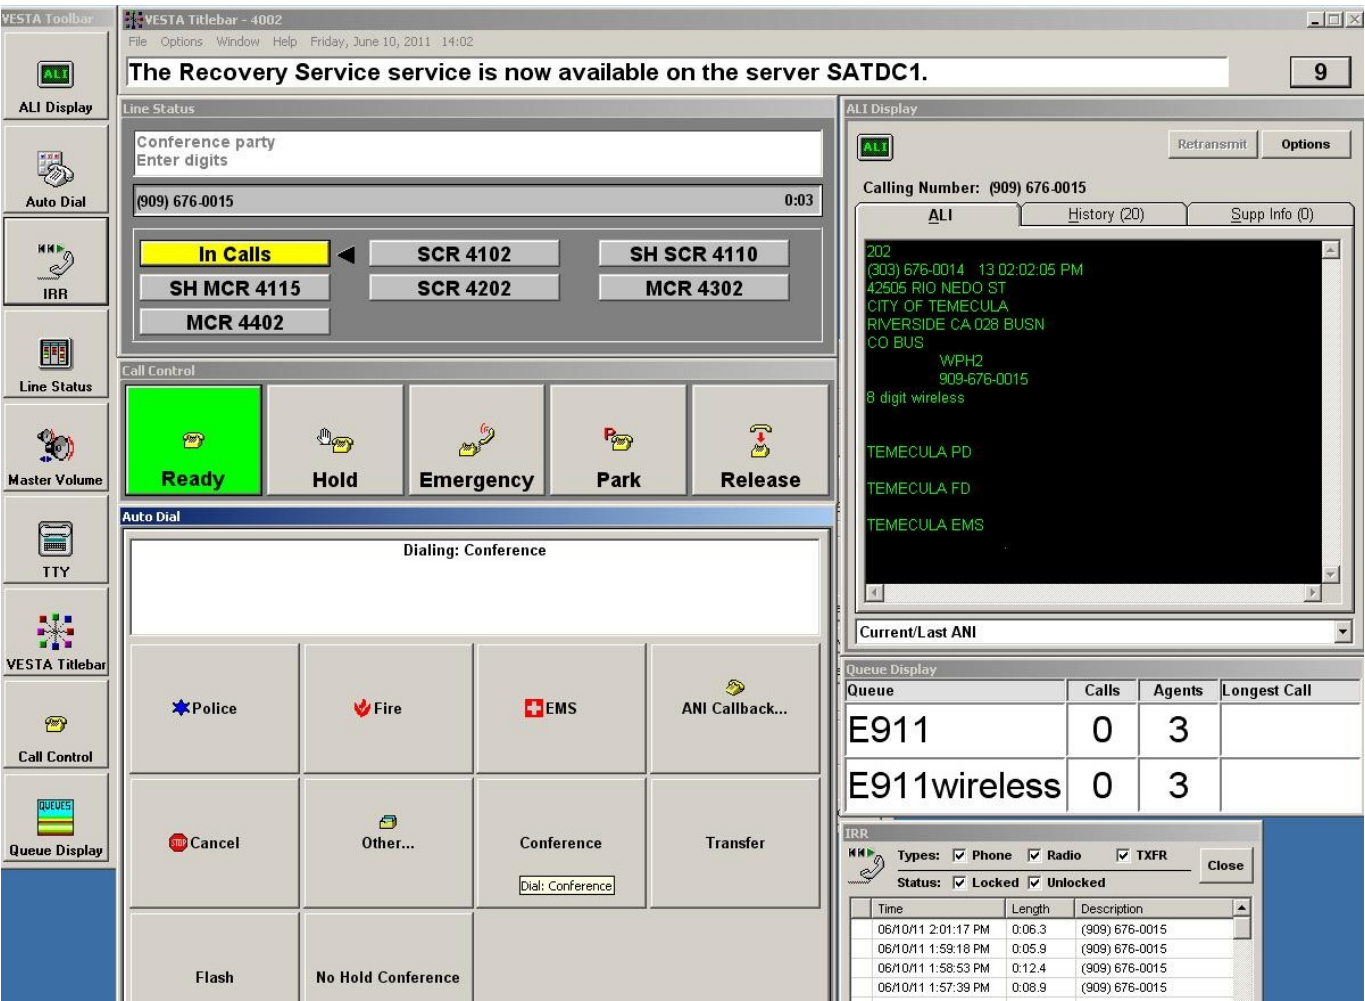 VESTA Toolbar
ALI
ALI Display
Auto Dial
IRR
Line Status
Master Volume
TTY
VESTA Titlebar
Call Control
QUEUES
Queue Display
VESTA Titlebar - 4002
File Options Window Help Friday, June 10, 2011 14:02
The Recovery Service service is now available on the server SATDC1.
9
Line Status
Conference party
Enter digits
(909) 676-0015 0:03
In Calls SCR 4102 SH SCR 4110
SH MCR 4115 SCR 4202 MCR 4302
MCR 4402
Call Control
Ready Hold Emergency Park Release
Auto Dial
Dialing: Conference
Police Fire EMS ANI Callback...
STOP Cancel Other... Conference Transfer
Dial: Conference
Flash No Hold Conference
ALI Display
ALI Retransmit Options
Calling Number: (909) 676-0015
ALI History (20) Supp Info (0)
202
(303) 676-0014 13 02:02:05 PM
42505 RIO NEDO ST
CITY OF TEMECULA
RIVERSIDE CA 028 BUSN
CO BUS
WPH2
909-676-0015
8 digit wireless
TEMECULA PD
TEMECULA FD
TEMECULA EMS
Current/Last ANI
Queue Display
Queue Calls Agents Longest Call
E911 0 3
E911wireless 0 3
IRR
Types: Phone Radio TXFR Close
Status: Locked Unlocked
Time Length Description
06/10/11 2:01:17 PM 0:06.3 (909) 676-0015
06/10/11 1:59:18 PM 0:05.9 (909) 676-0015
06/10/11 1:58:53 PM 0:12.4 (909) 676-0015
06/10/11 1:57:39 PM 0:08.9 (909) 676-0015